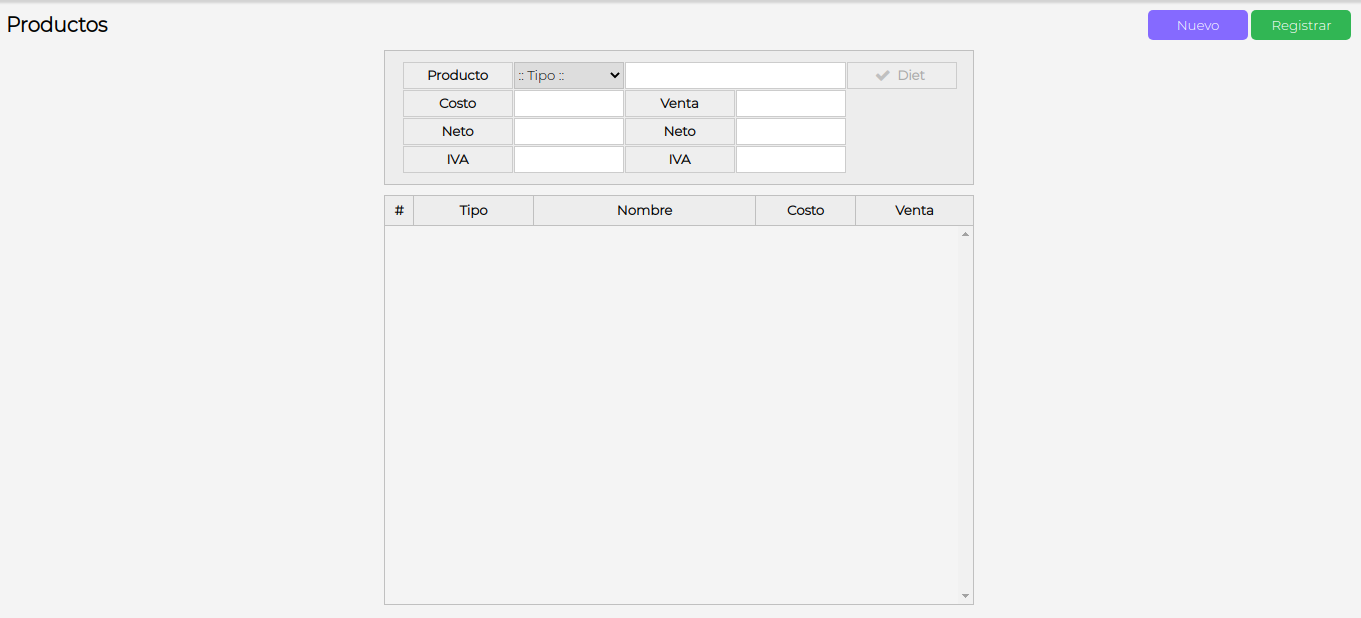 Productos Nuevo Registrar
Producto :: Tipo :: Diet
Costo Venta
Neto Neto
IVA IVA
# Tipo Nombre Costo Venta